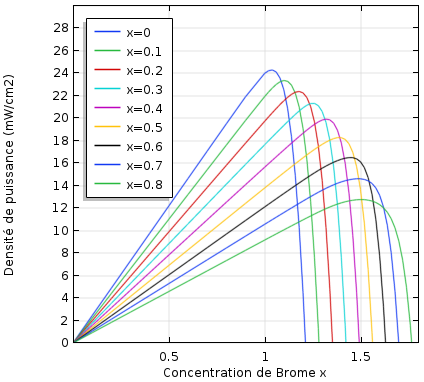 Densité de puissance (mW/cm2)
28
26
24
22
20
18
16
14
12
10
8
6
4
2
0
x=0
x=0.1
x=0.2
x=0.3
x=0.4
x=0.5
x=0.6
x=0.7
x=0.8
0.5 1 1.5
Concentration de Brome x